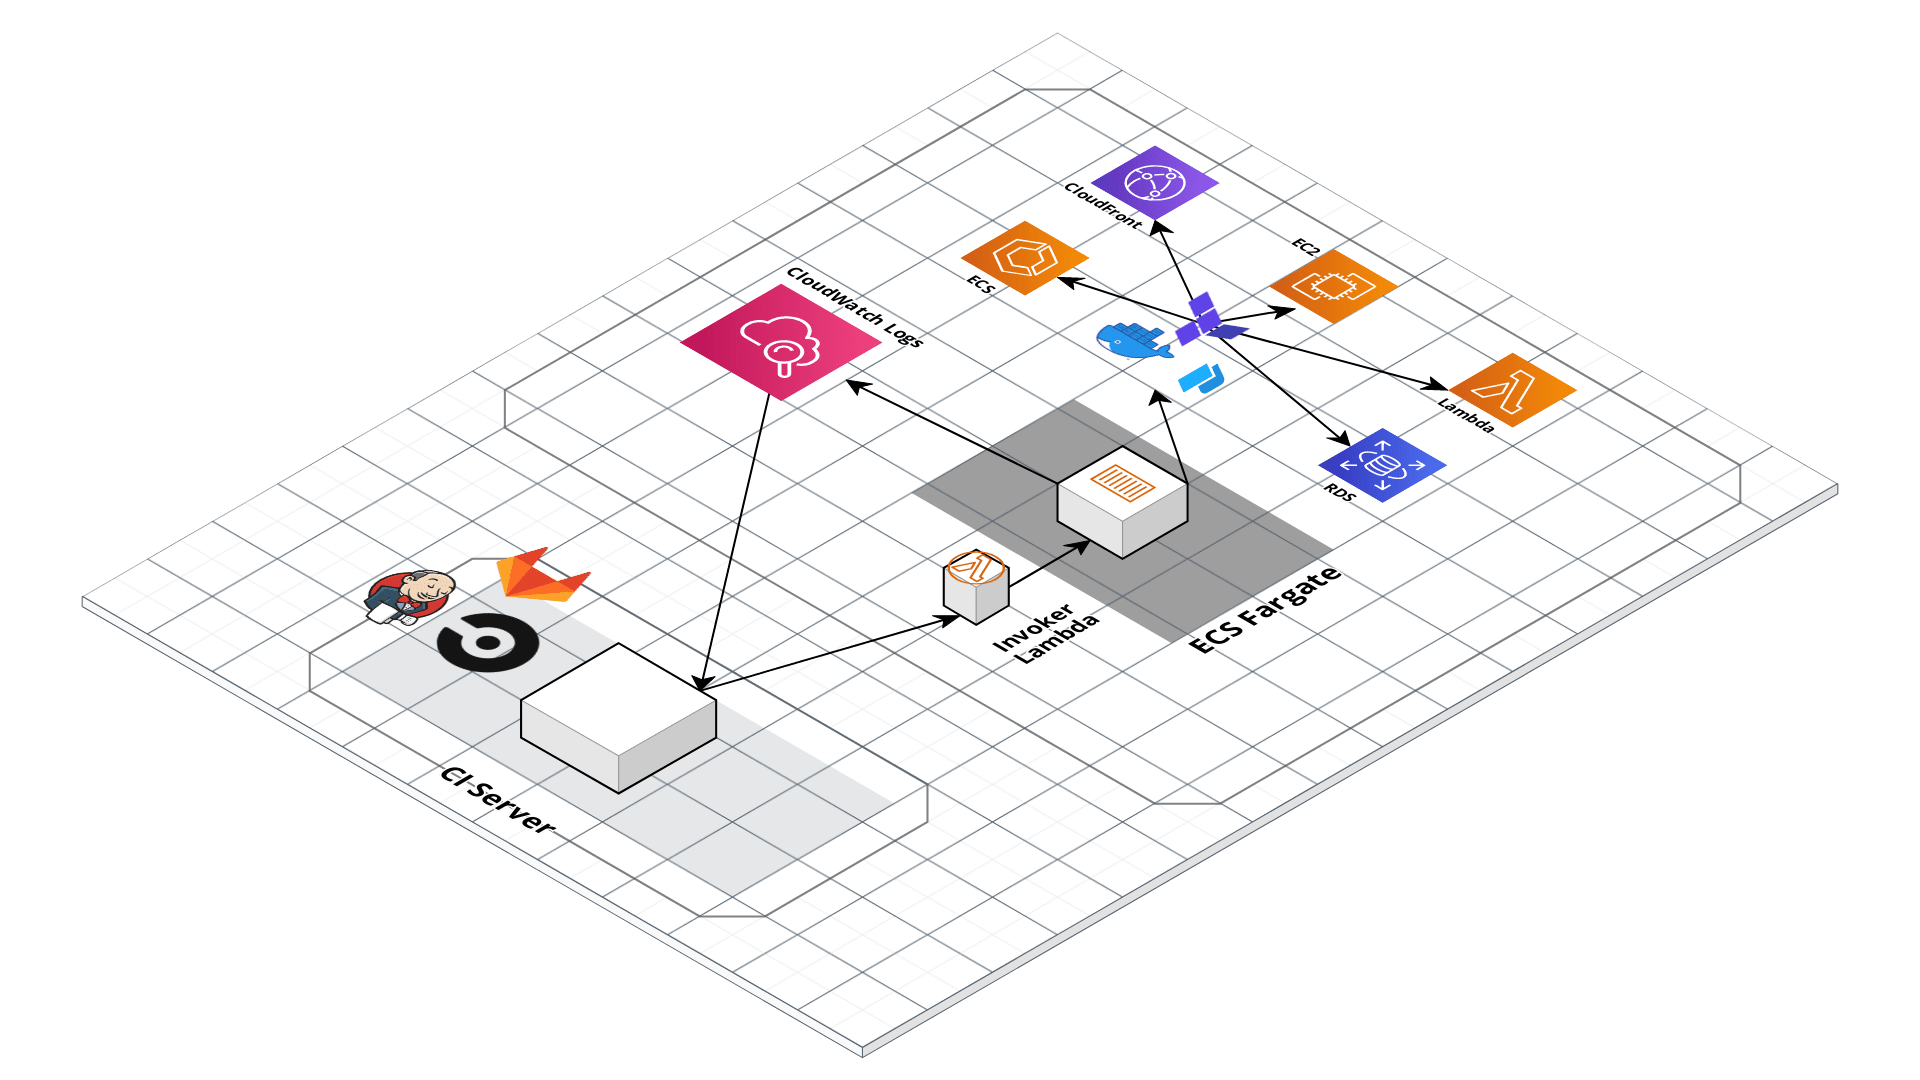 CloudFront
EC2
ECS
CloudWatch Logs
Lambda
RDS
ECS Fargate
Invoker
Lambda
CI-Server